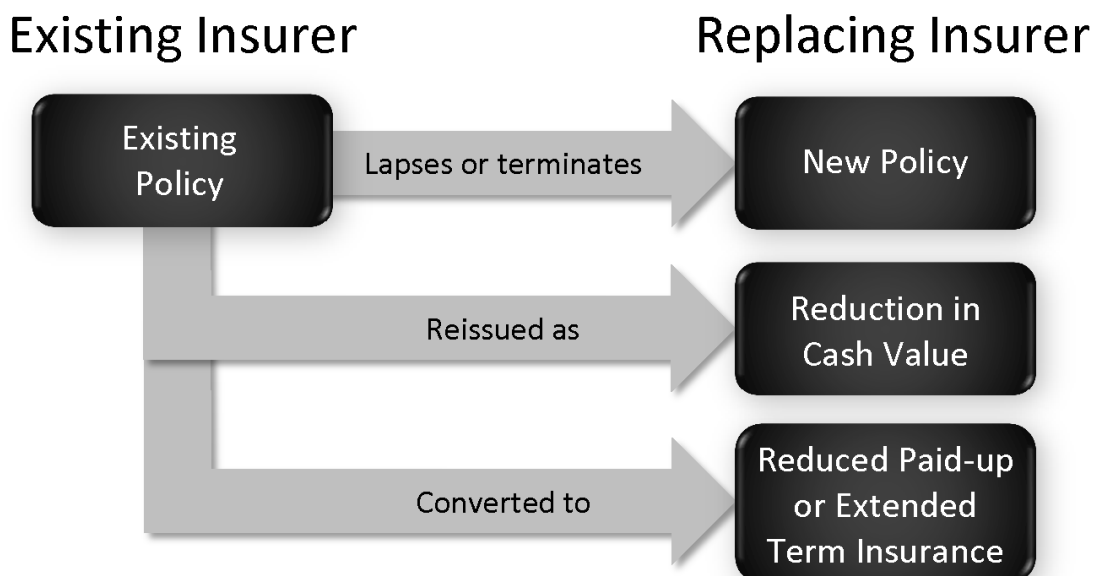 Existing Insurer
Replacing Insurer
Existing
Policy
Lapses or terminates
New Policy
Reissued as
Reduction in
Cash Value
Converted to
Reduced Paid-up
or Extended
Term Insurance